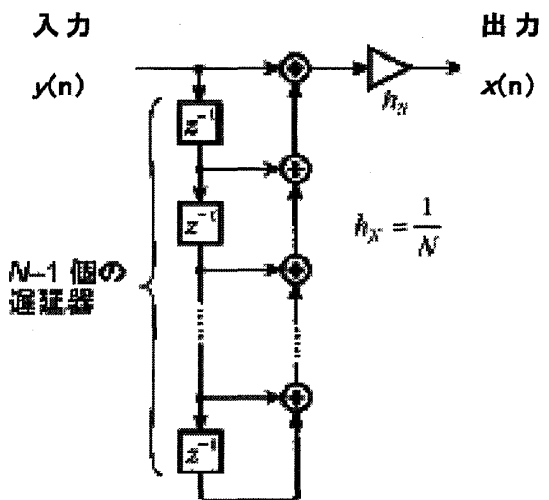 入力
出力
y(n)
x(n)
h_N
z⁻¹
z⁻¹
h_N = 1/N
N−1 個の
遅延器
z⁻¹